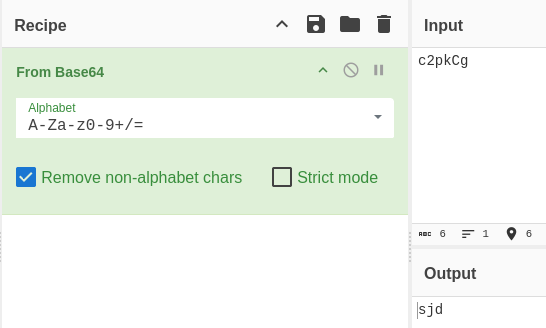 Recipe
From Base64
Alphabet
A-Za-z0-9+/=
Remove non-alphabet chars
Strict mode
Input
c2pkCg
ABC 6 1 6
Output
sjd